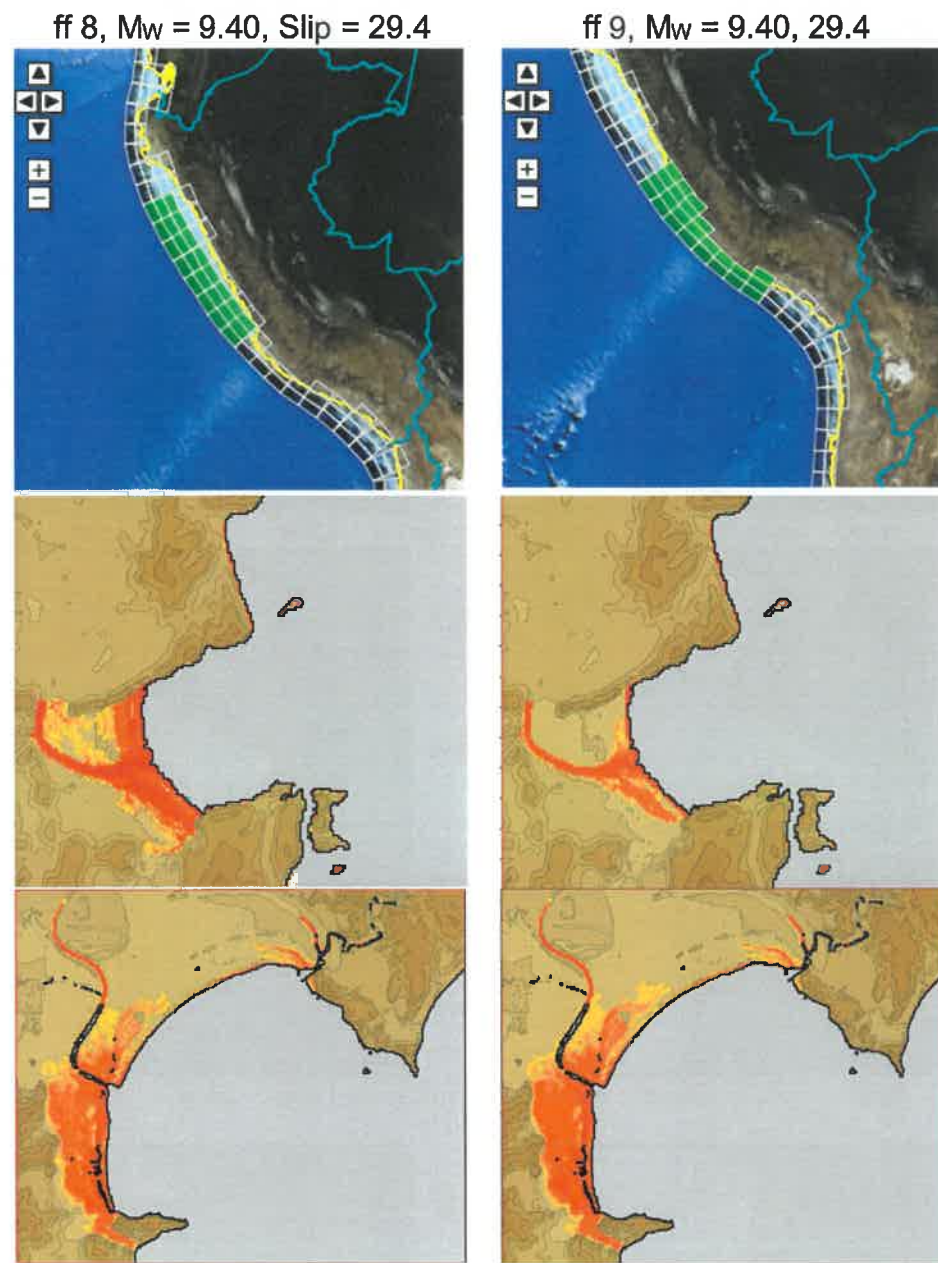 ff 8, Mw = 9.40, Slip = 29.4
ff 9, Mw = 9.40, 29.4